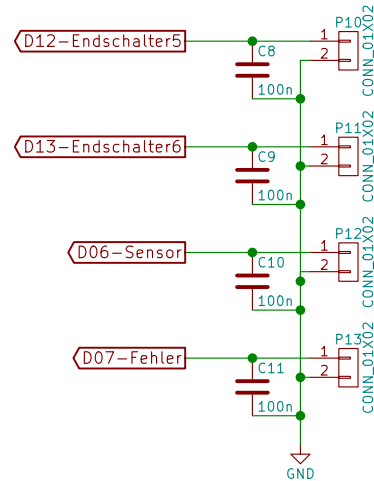 P10
CONN_01X02
D12-Endschalter5
1
2
C8
100n
P11
CONN_01X02
D13-Endschalter6
1
2
C9
100n
P12
CONN_01X02
D06-Sensor
1
2
C10
100n
P13
CONN_01X02
D07-Fehler
1
2
C11
100n
GND